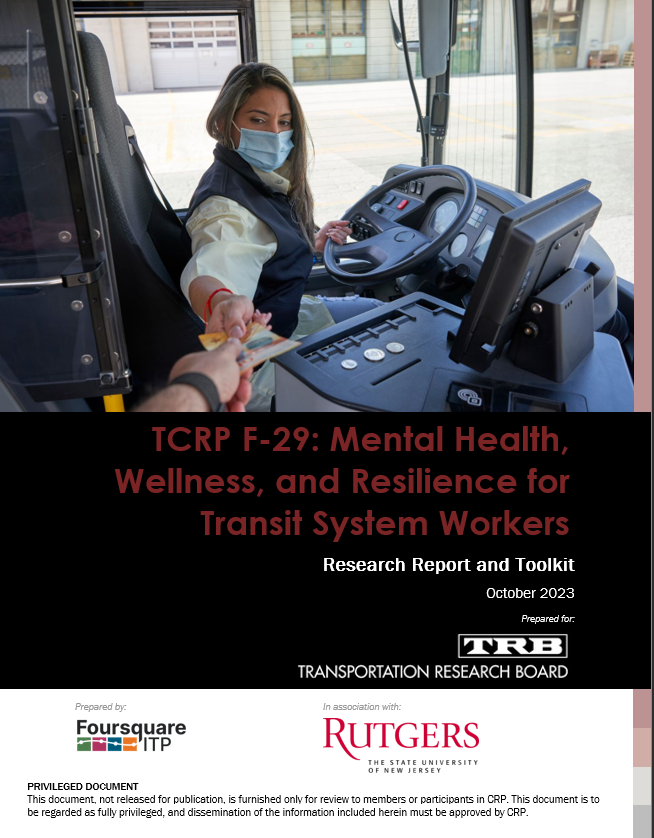 TCRP F-29: Mental Health,
Wellness, and Resilience for
Transit System Workers
Research Report and Toolkit
October 2023
Prepared for:
TRB
TRANSPORTATION RESEARCH BOARD
Prepared by:
Foursquare
ITP
In association with:
RUTGERS
THE STATE UNIVERSITY
OF NEW JERSEY
PRIVILEGED DOCUMENT
This document, not released for publication, is furnished only for review to members or participants in CRP. This document is to
be regarded as fully privileged, and dissemination of the information included herein must be approved by CRP.